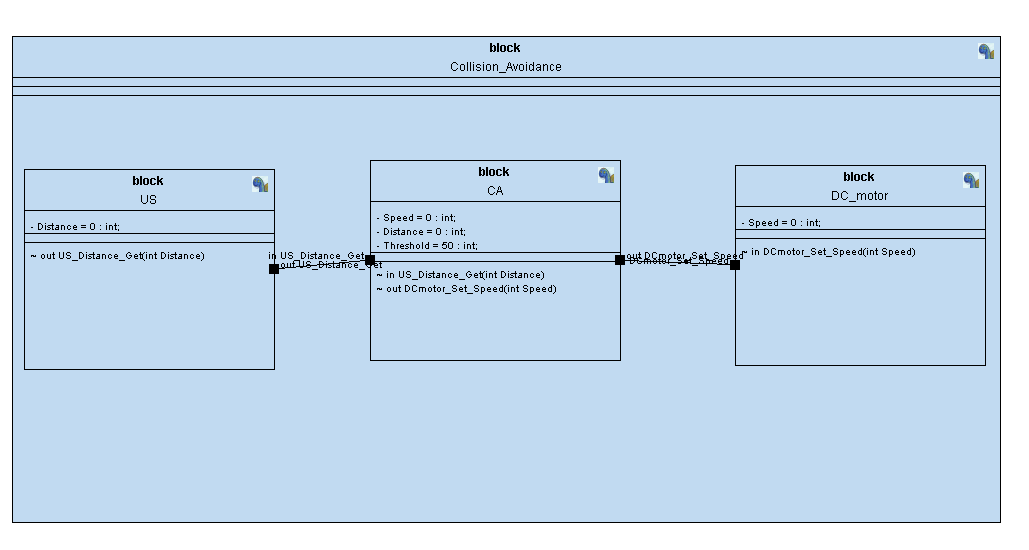 block
Collision_Avoidance
block
US
- Distance = 0 : int;
~ out US_Distance_Get(int Distance)
in US_Distance_Get
out US_Distance_Get
block
CA
- Speed = 0 : int;
- Distance = 0 : int;
- Threshold = 50 : int;
~ in US_Distance_Get(int Distance)
~ out DCmotor_Set_Speed(int Speed)
out DCmotor_Set_Speed
DCmotor_Set_Speed
block
DC_motor
- Speed = 0 : int;
~ in DCmotor_Set_Speed(int Speed)